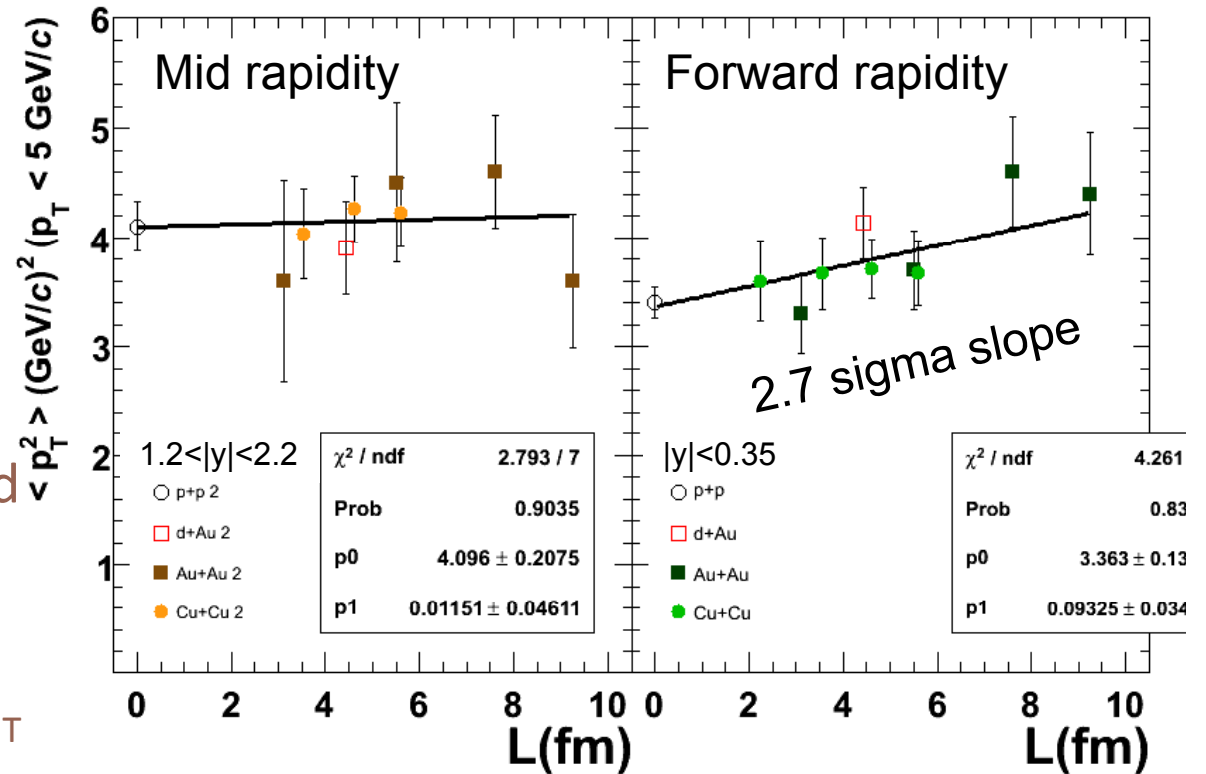 < p_T^2 > (GeV/c)^2 (p_T < 5 GeV/c)
6
5
4
3
2
1
Mid rapidity
1.2<|y|<2.2
p+p 2
d+Au 2
Au+Au 2
Cu+Cu 2
χ² / ndf 2.793 / 7
Prob 0.9035
p0 4.096 ± 0.2075
p1 0.01151 ± 0.04611
0 2 4 6 8 10
L(fm)
Forward rapidity
2.7 sigma slope
|y|<0.35
p+p
d+Au
Au+Au
Cu+Cu
χ² / ndf 4.261
Prob 0.83
p0 3.363 ± 0.13
p1 0.09325 ± 0.034
0 2 4 6 8 10
L(fm)
d
T